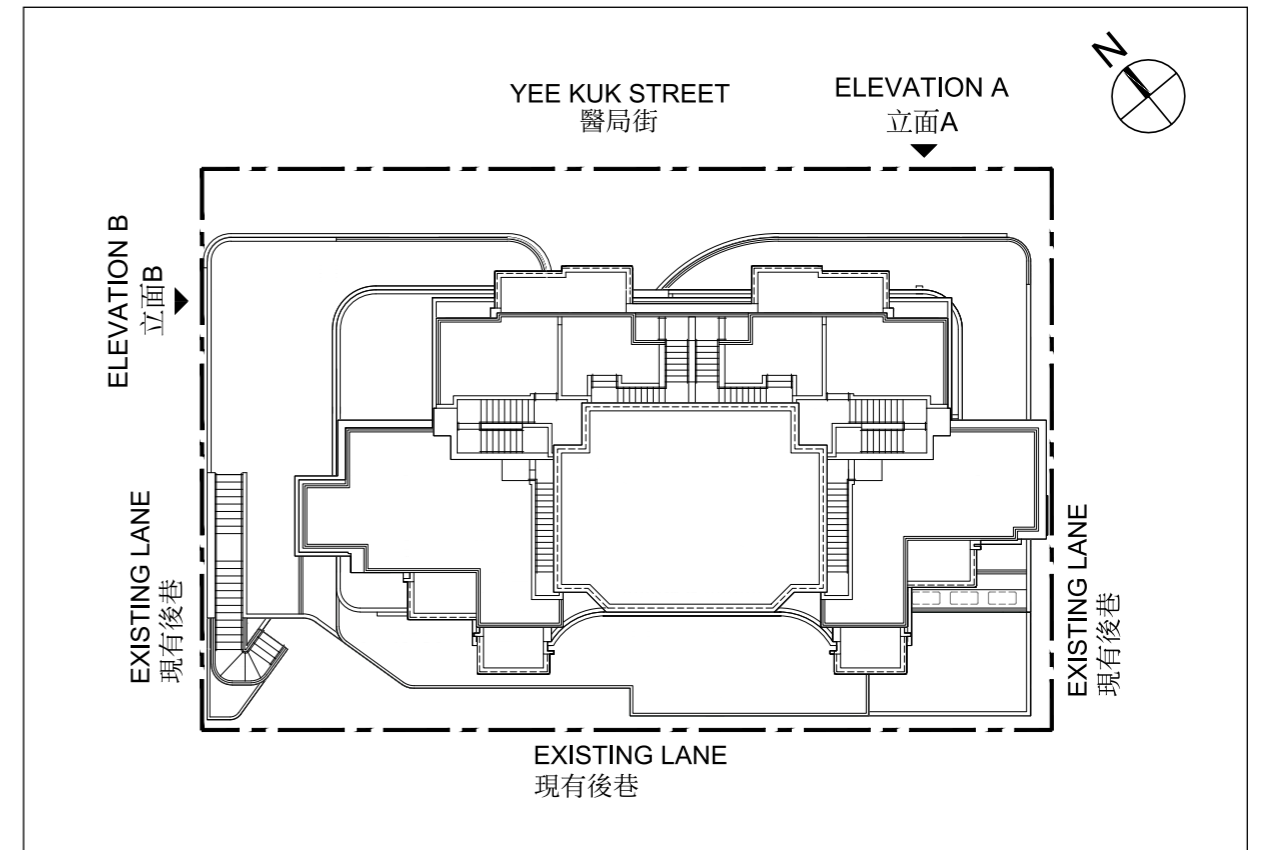 N
YEE KUK STREET
醫局街
ELEVATION A
立面A
ELEVATION B
立面B
EXISTING LANE
現有後巷
EXISTING LANE
現有後巷
EXISTING LANE
現有後巷